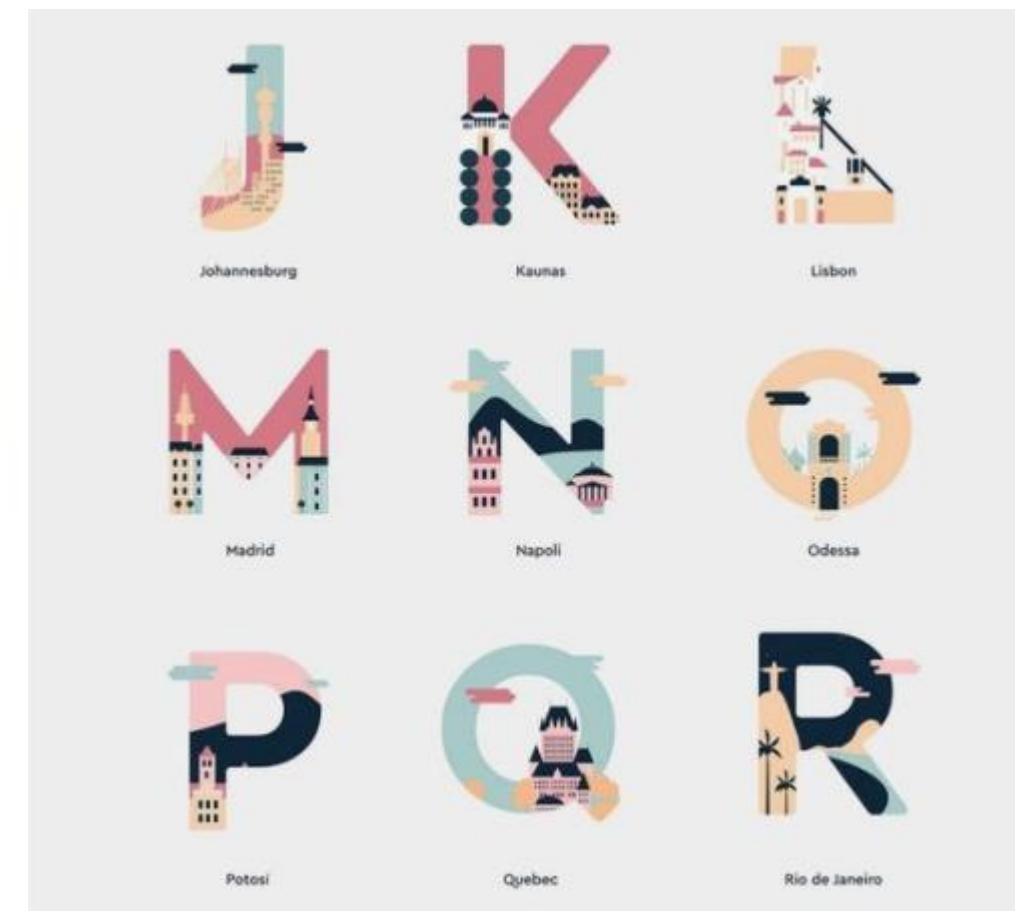 J K L
Johannesburg Kaunas Lisbon
M N O
Madrid Napoli Odessa
P Q R
Potosi Quebec Rio de Janeiro